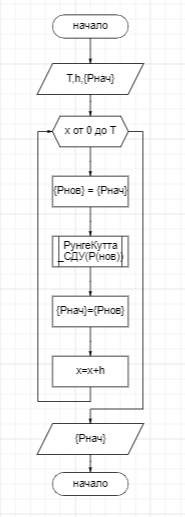 начало
T,h,{Рнач}
x от 0 до T
{Рнов} = {Рнач}
РунгеКутта
_СДУ(Р(нов))
{Рнач}={Рнов}
x=x+h
{Рнач}
начало